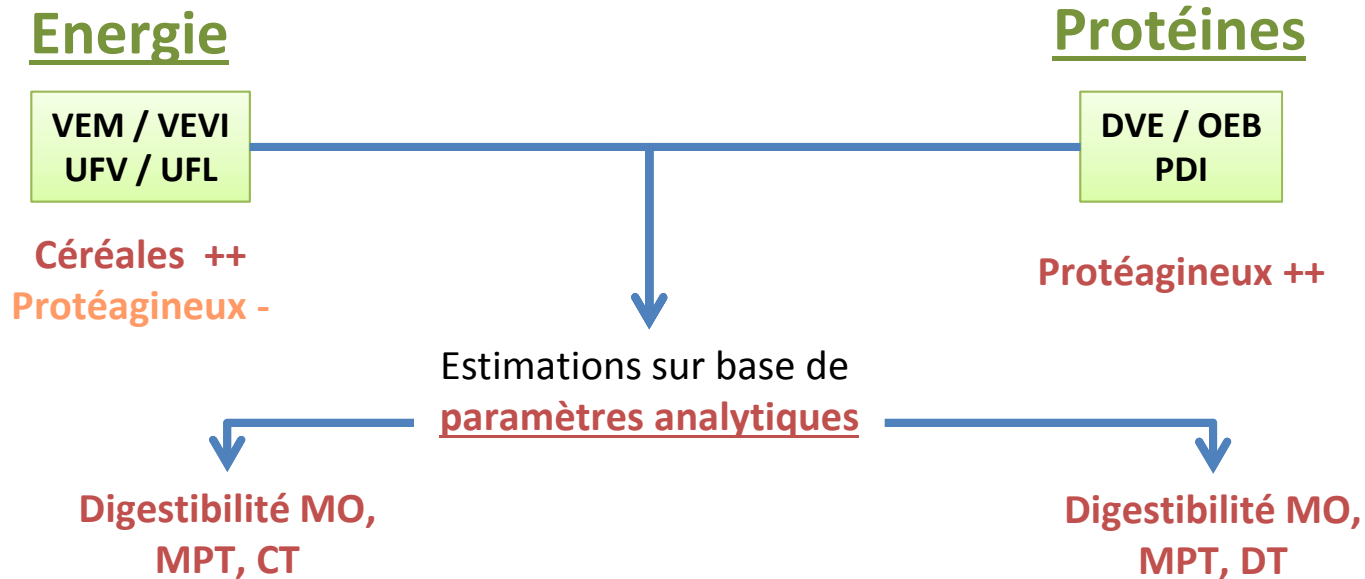 Energie
Protéines
VEM / VEVI
UFV / UFL
DVE / OEB
PDI
Céréales ++
Protéagineux -
Protéagineux ++
Estimations sur base de
paramètres analytiques
Digestibilité MO,
MPT, CT
Digestibilité MO,
MPT, DT